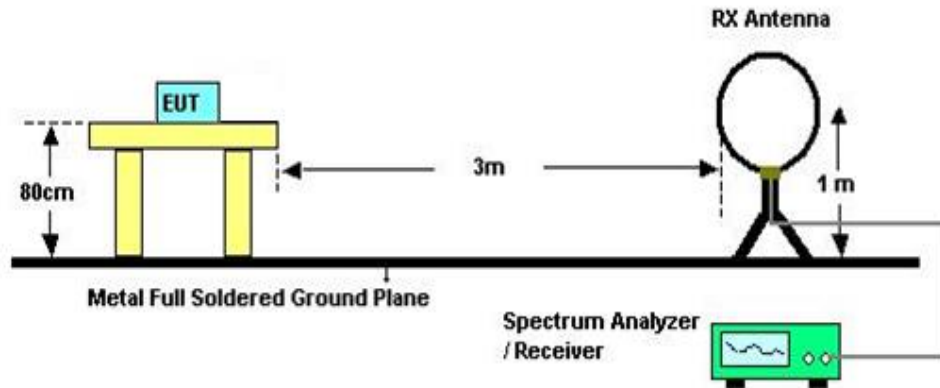 RX Antenna
EUT
3m
80cm
1 m
Metal Full Soldered Ground Plane
Spectrum Analyzer
/ Receiver